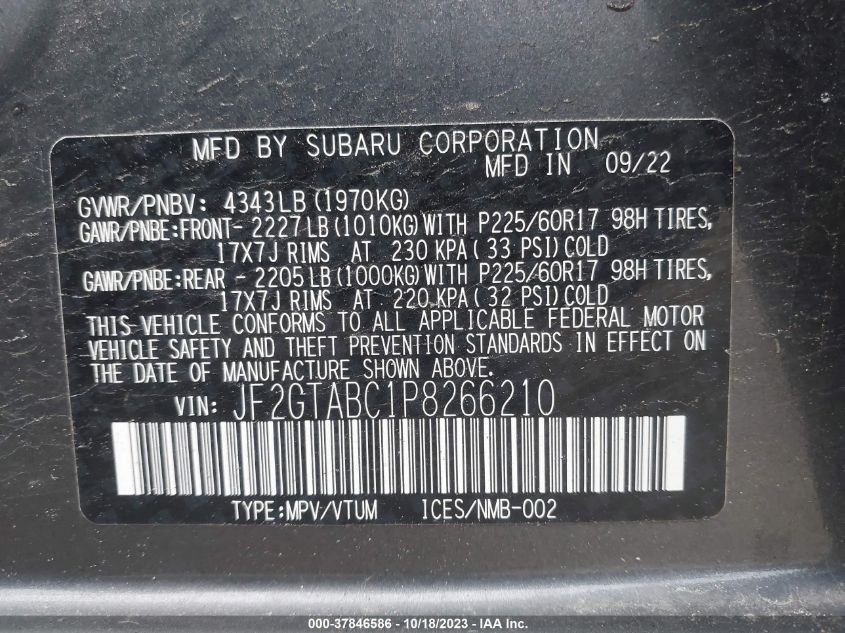 MFD BY SUBARU CORPORATION
MFD IN 09/22
GVWR/PNBV: 4343LB (1970KG)
GAWR/PNBE:FRONT- 2227LB(1010KG)WITH P225/60R17 98H TIRES,
17X7J RIMS AT 230 KPA( 33 PSI)COLD
GAWR/PNBE:REAR - 2205LB(1000KG)WITH P225/60R17 98H TIRES,
17X7J RIMS AT 220 KPA( 32 PSI)COLD
THIS VEHICLE CONFORMS TO ALL APPLICABLE FEDERAL MOTOR
VEHICLE SAFETY AND THEFT PREVENTION STANDARDS IN EFFECT ON
THE DATE OF MANUFACTURE SHOWN ABOVE.
VIN: JF2GTABC1P8266210
TYPE:MPV/VTUM ICES/NMB-002
000-37846586 - 10/18/2023 - IAA Inc.